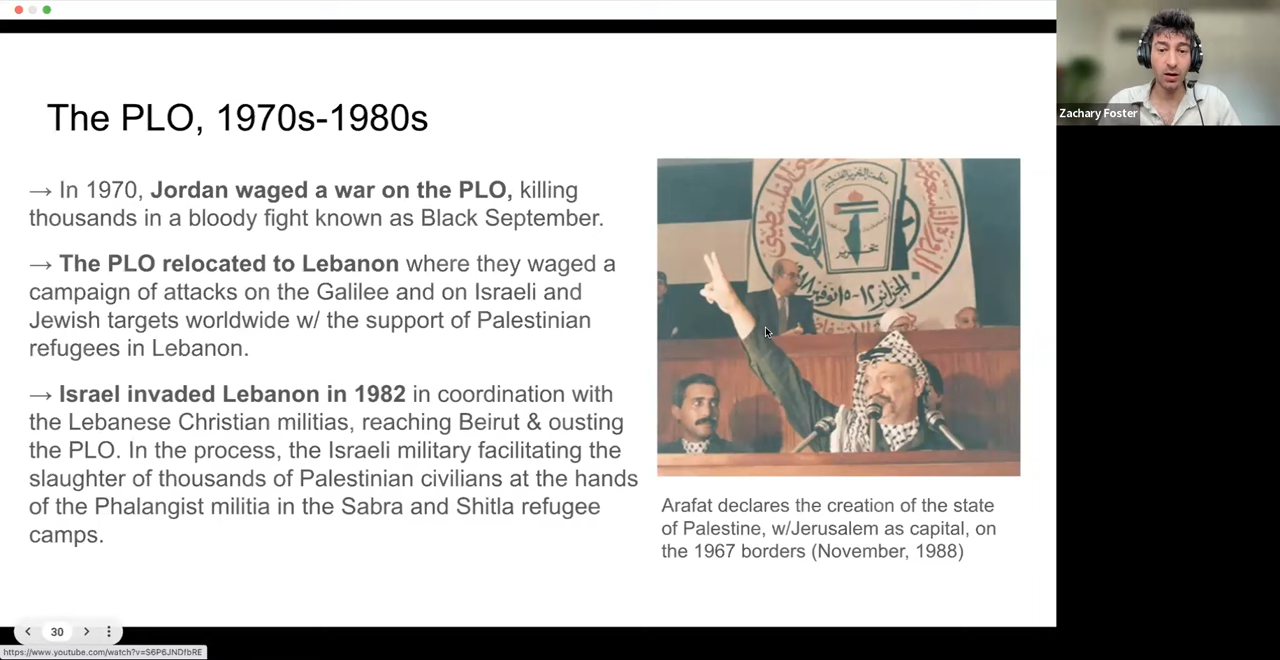 The PLO, 1970s-1980s
→ In 1970, Jordan waged a war on the PLO, killing
thousands in a bloody fight known as Black September.
→ The PLO relocated to Lebanon where they waged a
campaign of attacks on the Galilee and on Israeli and
Jewish targets worldwide w/ the support of Palestinian
refugees in Lebanon.
→ Israel invaded Lebanon in 1982 in coordination with
the Lebanese Christian militias, reaching Beirut & ousting
the PLO. In the process, the Israeli military facilitating the
slaughter of thousands of Palestinian civilians at the hands
of the Phalangist militia in the Sabra and Shitla refugee
camps.
منظمة التحرير الفلسطينية
Arafat declares the creation of the state
of Palestine, w/Jerusalem as capital, on
the 1967 borders (November, 1988)
Zachary Foster
30
https://www.youtube.com/watch?v=S6P6JNDfbRE